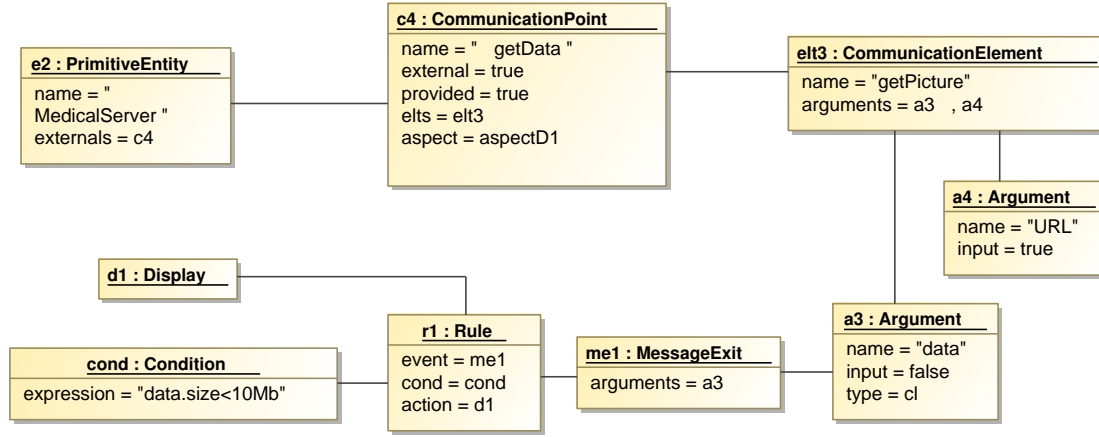 c4 : CommunicationPoint
name = " getData "
external = true
provided = true
elts = elt3
aspect = aspectD1
e2 : PrimitiveEntity
name = "
MedicalServer "
externals = c4
elt3 : CommunicationElement
name = "getPicture"
arguments = a3 , a4
a4 : Argument
name = "URL"
input = true
d1 : Display
a3 : Argument
name = "data"
input = false
type = cl
r1 : Rule
event = me1
cond = cond
action = d1
me1 : MessageExit
arguments = a3
cond : Condition
expression = "data.size<10Mb"